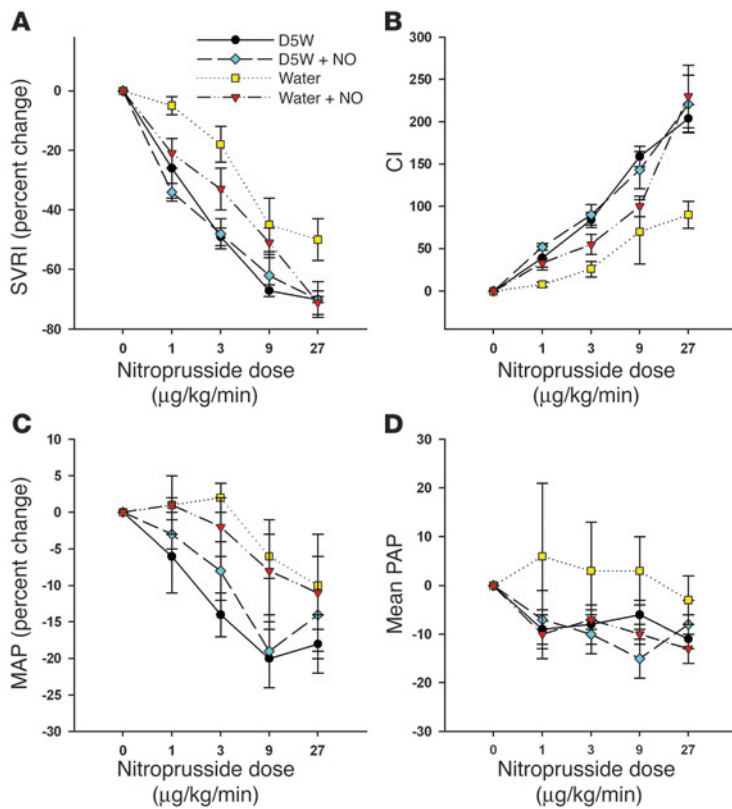 A
D5W
D5W + NO
Water
Water + NO
0
-20
-40
-60
-80
SVRI (percent change)
0 1 3 9 27
Nitroprusside dose
(μg/kg/min)
B
300
250
200
150
100
50
0
CI
0 1 3 9 27
Nitroprusside dose
(μg/kg/min)
C
10
5
0
-5
-10
-15
-20
-25
-30
MAP (percent change)
0 1 3 9 27
Nitroprusside dose
(μg/kg/min)
D
30
20
10
0
-10
-20
-30
Mean PAP
0 1 3 9 27
Nitroprusside dose
(μg/kg/min)